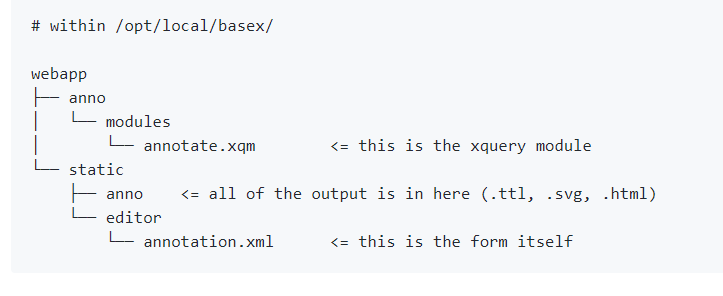 # within /opt/local/basex/
webapp
├── anno
│   └── modules
│       └── annotate.xqm        <= this is the xquery module
└── static
    ├── anno    <= all of the output is in here (.ttl, .svg, .html)
    └── editor
        └── annotation.xml      <= this is the form itself